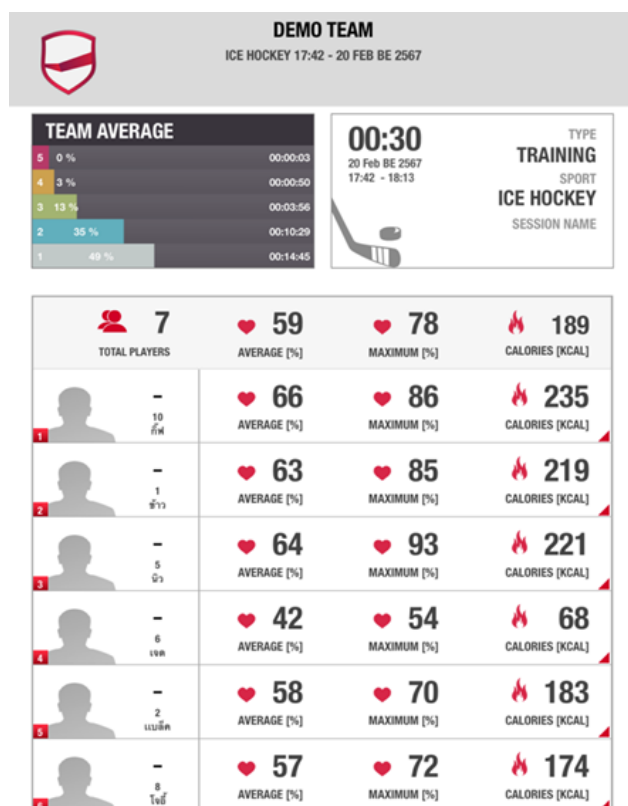 DEMO TEAM
ICE HOCKEY 17:42 - 20 FEB BE 2567
TEAM AVERAGE
5 0 % 00:00:03
4 3 % 00:00:50
3 13 % 00:03:56
2 35 % 00:10:29
1 49 % 00:14:45
00:30
20 Feb BE 2567
17:42 - 18:13
TYPE
TRAINING
SPORT
ICE HOCKEY
SESSION NAME
7 59 78 189
TOTAL PLAYERS AVERAGE [%] MAXIMUM [%] CALORIES [KCAL]
– 66 86 235
10
กิ๊ฟ
1 AVERAGE [%] MAXIMUM [%] CALORIES [KCAL]
– 63 85 219
1
ข้าว
2 AVERAGE [%] MAXIMUM [%] CALORIES [KCAL]
– 64 93 221
5
นิว
3 AVERAGE [%] MAXIMUM [%] CALORIES [KCAL]
– 42 54 68
6
เจต
4 AVERAGE [%] MAXIMUM [%] CALORIES [KCAL]
– 58 70 183
2
แบล๊ค
5 AVERAGE [%] MAXIMUM [%] CALORIES [KCAL]
– 57 72 174
8
โจอี้
AVERAGE [%] MAXIMUM [%] CALORIES [KCAL]